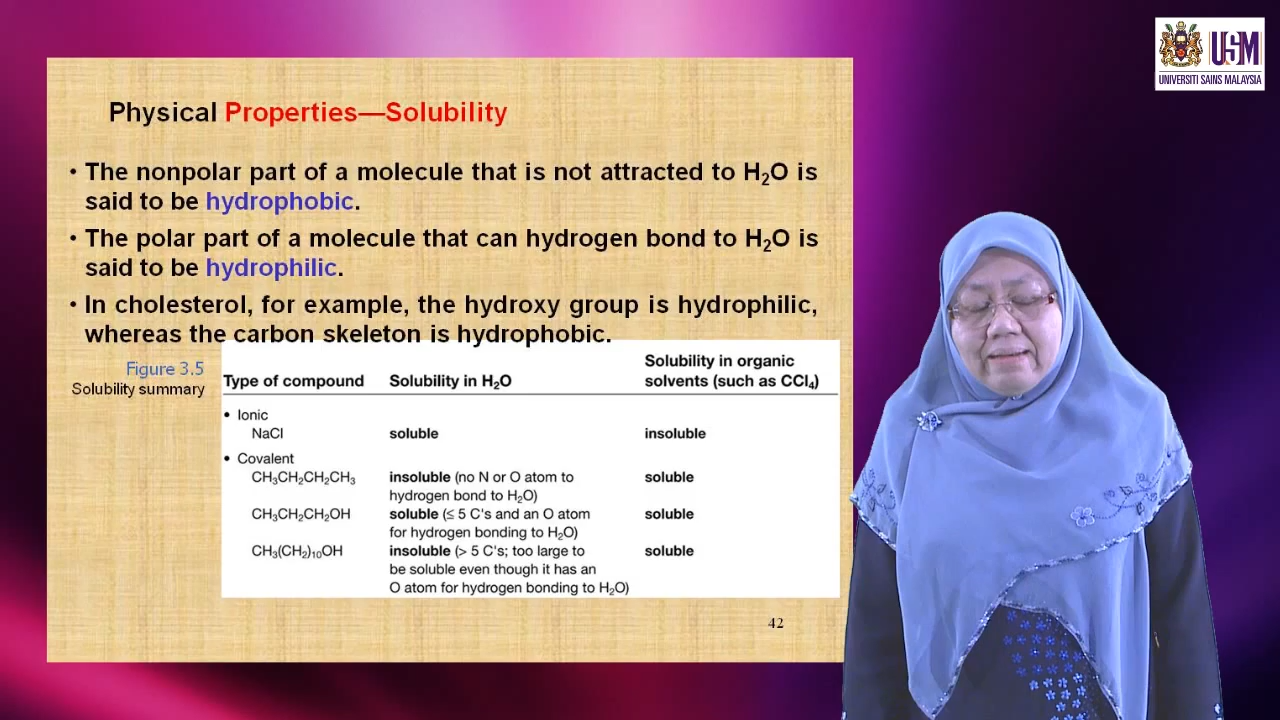 USM
UNIVERSITI SAINS MALAYSIA
Physical Properties—Solubility
• The nonpolar part of a molecule that is not attracted to H₂O is
said to be hydrophobic.
• The polar part of a molecule that can hydrogen bond to H₂O is
said to be hydrophilic.
• In cholesterol, for example, the hydroxy group is hydrophilic,
whereas the carbon skeleton is hydrophobic.
Figure 3.5
Solubility summary
Type of compound Solubility in H₂O Solubility in organic
solvents (such as CCl₄)
• Ionic
NaCl soluble insoluble
• Covalent
CH₃CH₂CH₂CH₃ insoluble (no N or O atom to soluble
hydrogen bond to H₂O)
CH₃CH₂CH₂OH soluble (≤ 5 C's and an O atom soluble
for hydrogen bonding to H₂O)
CH₃(CH₂)₁₀OH insoluble (> 5 C's; too large to soluble
be soluble even though it has an
O atom for hydrogen bonding to H₂O)
42